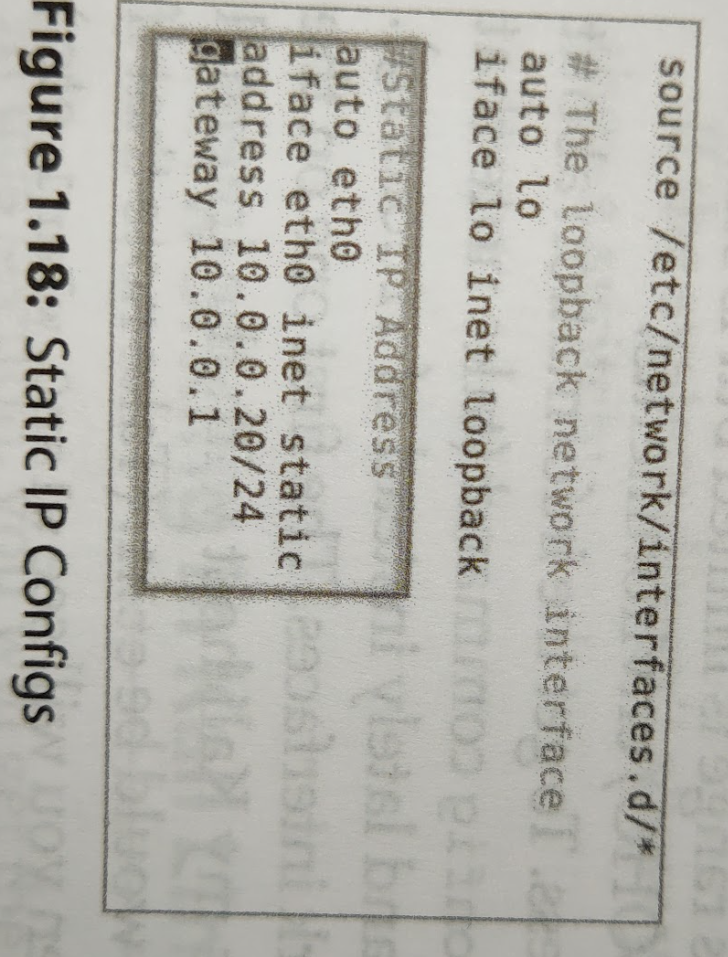 source /etc/network/interfaces.d/*
# The loopback network interface
auto lo
iface lo inet loopback
#Static IP Address
auto eth0
iface eth0 inet static
address 10.0.0.20/24
gateway 10.0.0.1
Figure 1.18: Static IP Configs